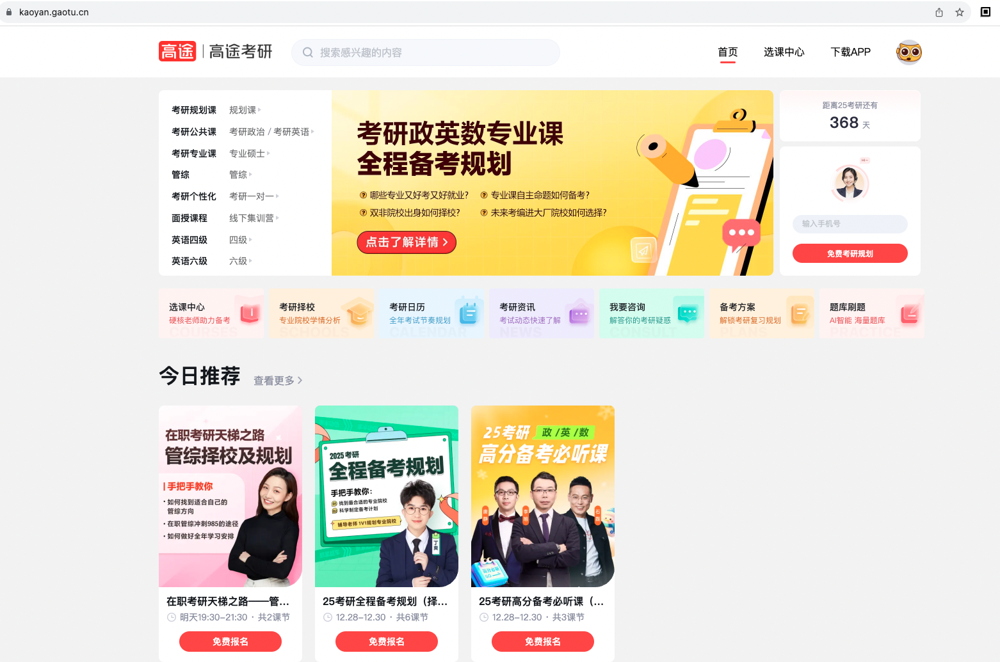 kaoyan.gaotu.cn
高途 | 高途考研
搜索感兴趣的内容
首页
选课中心
下载APP
考研规划课 规划课
考研公共课 考研政治 / 考研英语
考研专业课 专业硕士
管综 管综
考研个性化 考研一对一
面授课程 线下集训营
英语四级 四级
英语六级 六级
考研政英数专业课
全程备考规划
哪些专业又好考又好就业?
专业课自主命题如何备考?
双非院校出身如何择校?
未来考编进大厂院校如何选择?
点击了解详情
距离25考研还有
368 天
Hi~
输入手机号
免费考研规划
选课中心
硬核老师助力备考
COURSES
考研择校
专业院校学情分析
SCHOOLS
考研日历
全年考试节奏规划
CALENDAR
考研资讯
考试动态快速了解
NEWS
我要咨询
解答你的考研疑惑
CONSULT
备考方案
解锁考研复习规划
PLANS
题库刷题
AI智能 海量题库
PRACTICE
今日推荐 查看更多
在职考研天梯之路
管综择校及规划
手把手教你
·如何找到适合自己的
管综方向
·在职管综冲刺985的途径
·如何做好全年学习安排
在职考研天梯之路——管...
明天19:30-21:30 · 共2课节
免费报名
2025考研
全程备考规划
手把手教你:
01 找到最合适的专业院校
02 科学制定备考计划
辅导老师 1V1规划专业院校
丁爽
25考研全程备考规划（择...
12.28-12.30 · 共6课节
免费报名
25考研 政/英/数
高分备考必听课
唐静
李旭
石磊
高分必听
GO
25考研高分备考必听课（...
12.28-12.30 · 共3课节
免费报名